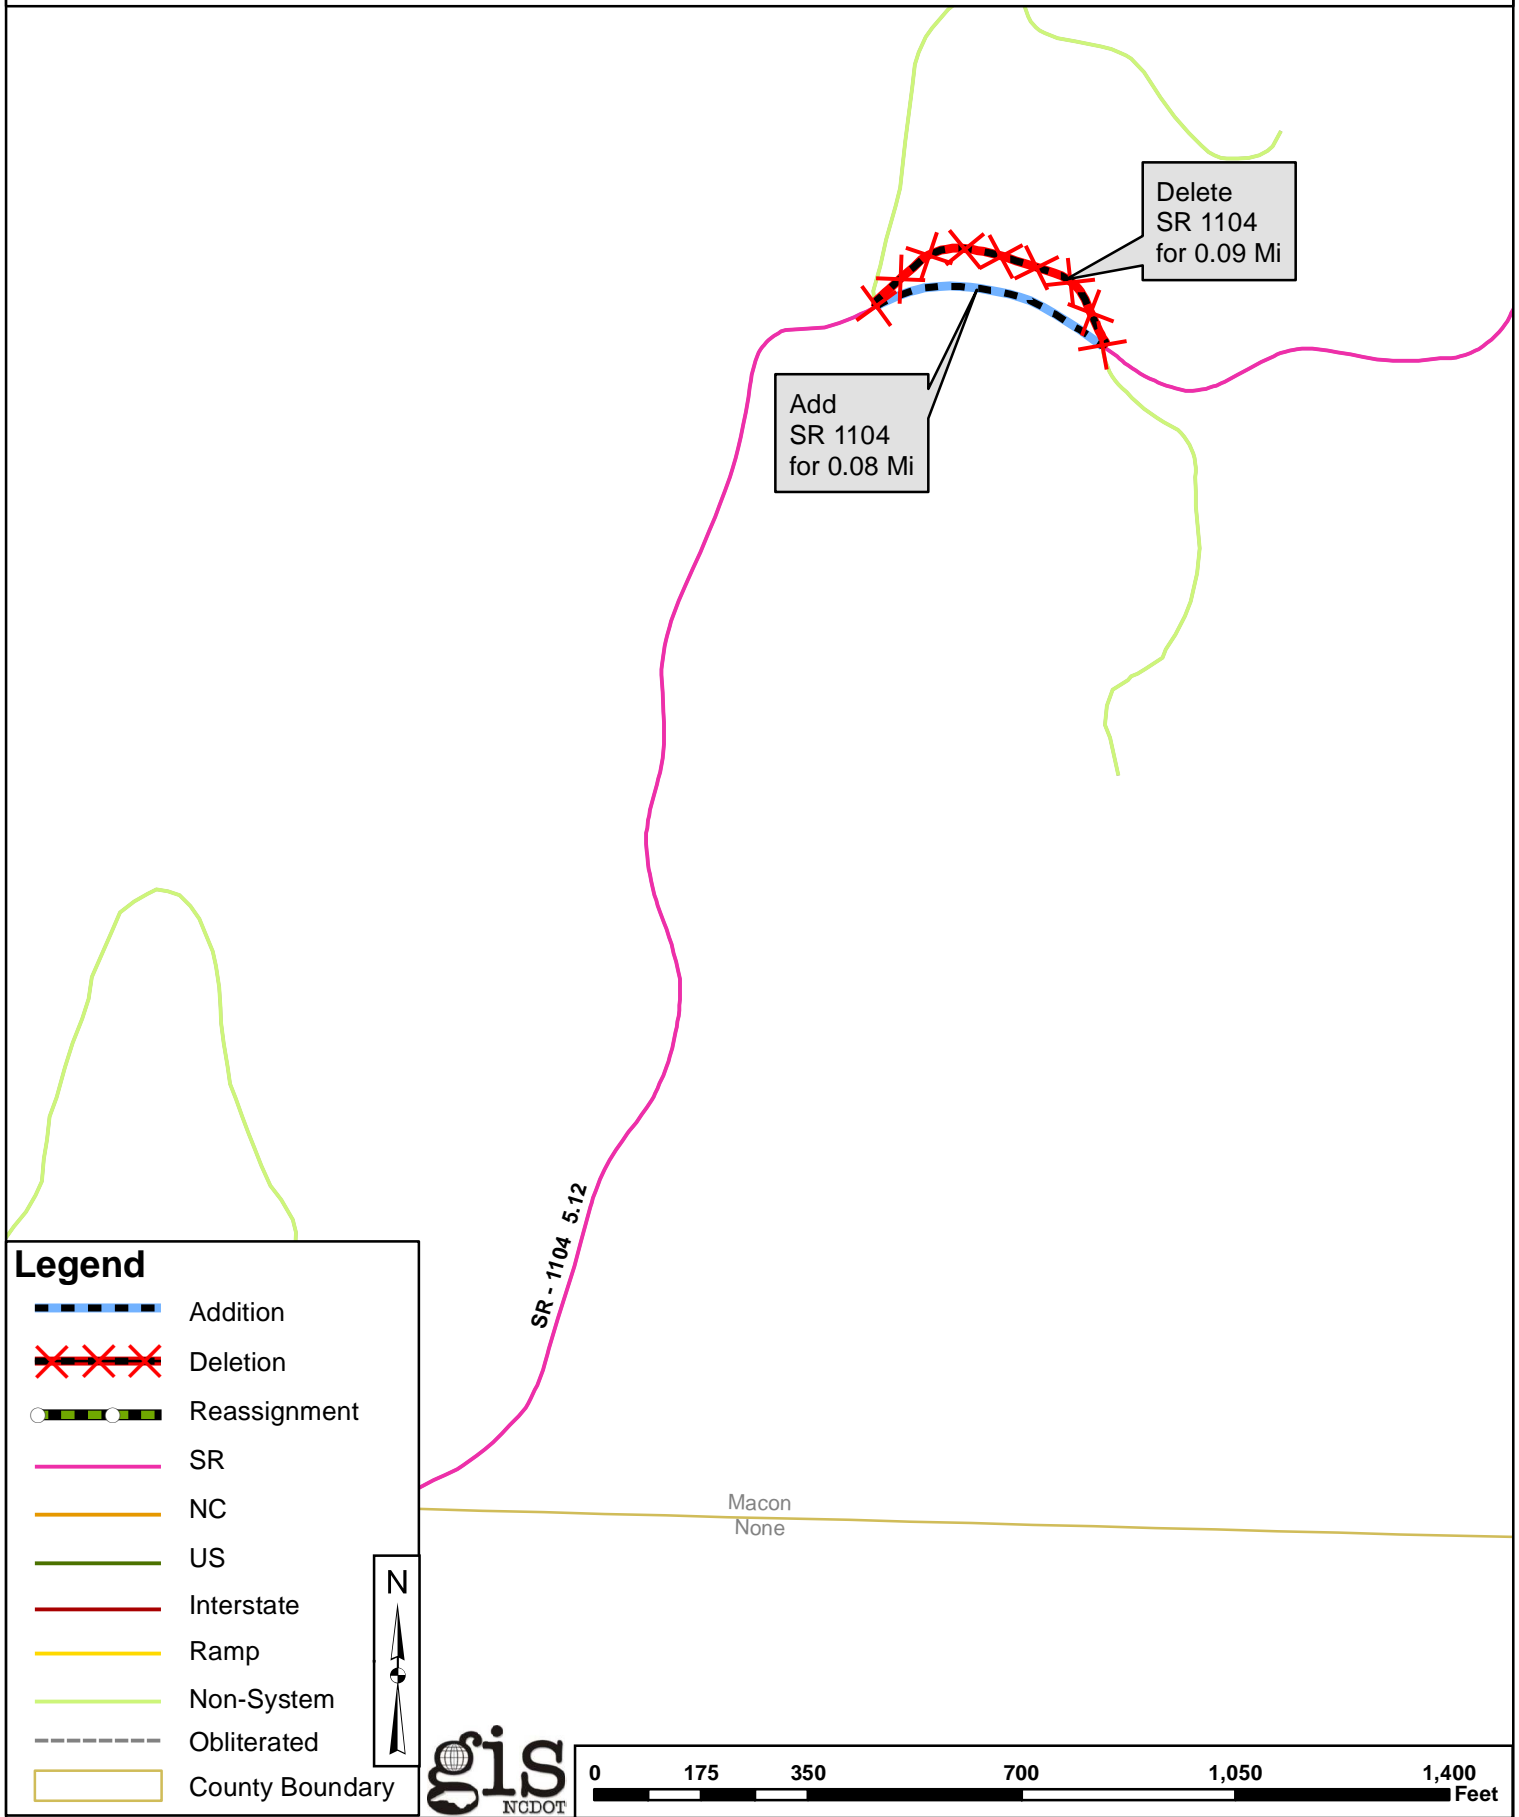 Delete
SR 1104
for 0.09 Mi
Add
SR 1104
for 0.08 Mi
SR - 1104 5.12
Macon
None
Legend
Addition
Deletion
Reassignment
SR
NC
US
Interstate
Ramp
Non-System
Obliterated
County Boundary
N
gis
NCDOT
0 175 350 700 1,050 1,400
Feet